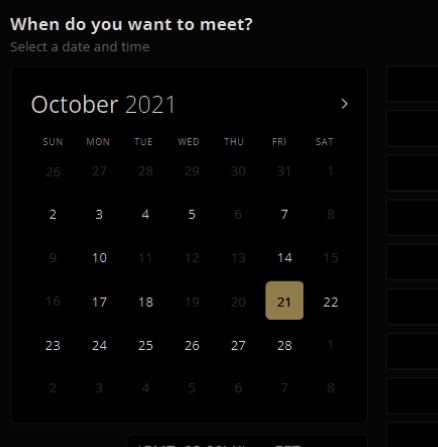 When do you want to meet?
Select a date and time
October 2021
SUN MON TUE WED THU FRI SAT
26 27 28 29 30 31 1
2 3 4 5 6 7 8
9 10 11 12 13 14 15
16 17 18 19 20 21 22
23 24 25 26 27 28 1
2 3 4 5 6 7 8